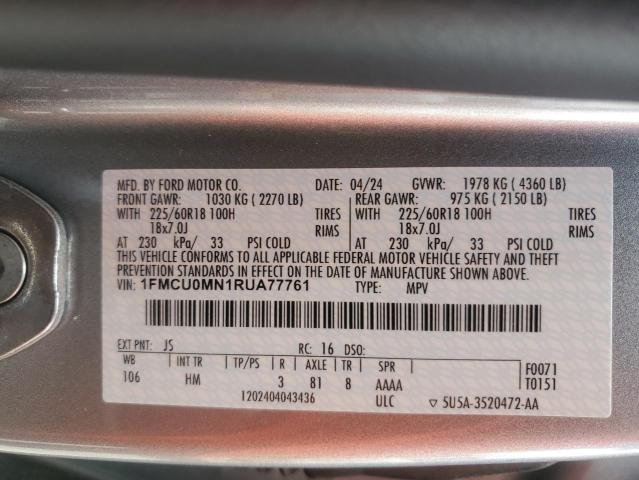 MFD. BY FORD MOTOR CO. DATE: 04/24 GVWR: 1978 KG ( 4360 LB)
FRONT GAWR: 1030 KG ( 2270 LB) REAR GAWR: 975 KG ( 2150 LB)
WITH 225/60R18 100H TIRES WITH 225/60R18 100H TIRES
18x7.0J RIMS 18x7.0J RIMS
AT 230 kPa/ 33 PSI COLD AT 230 kPa/ 33 PSI COLD
THIS VEHICLE CONFORMS TO ALL APPLICABLE FEDERAL MOTOR VEHICLE SAFETY AND THEFT
PREVENTION STANDARDS IN EFFECT ON THE DATE OF MANUFACTURE SHOWN ABOVE.
VIN: 1FMCU0MN1RUA77761 TYPE: MPV
EXT PNT: JS RC: 16 DSO: F0071
WB INT TR TP/PS R AXLE TR SPR T0151
106 HM 3 81 8 AAAA
1202404043436 ULC ▽ 5U5A-3520472-AA